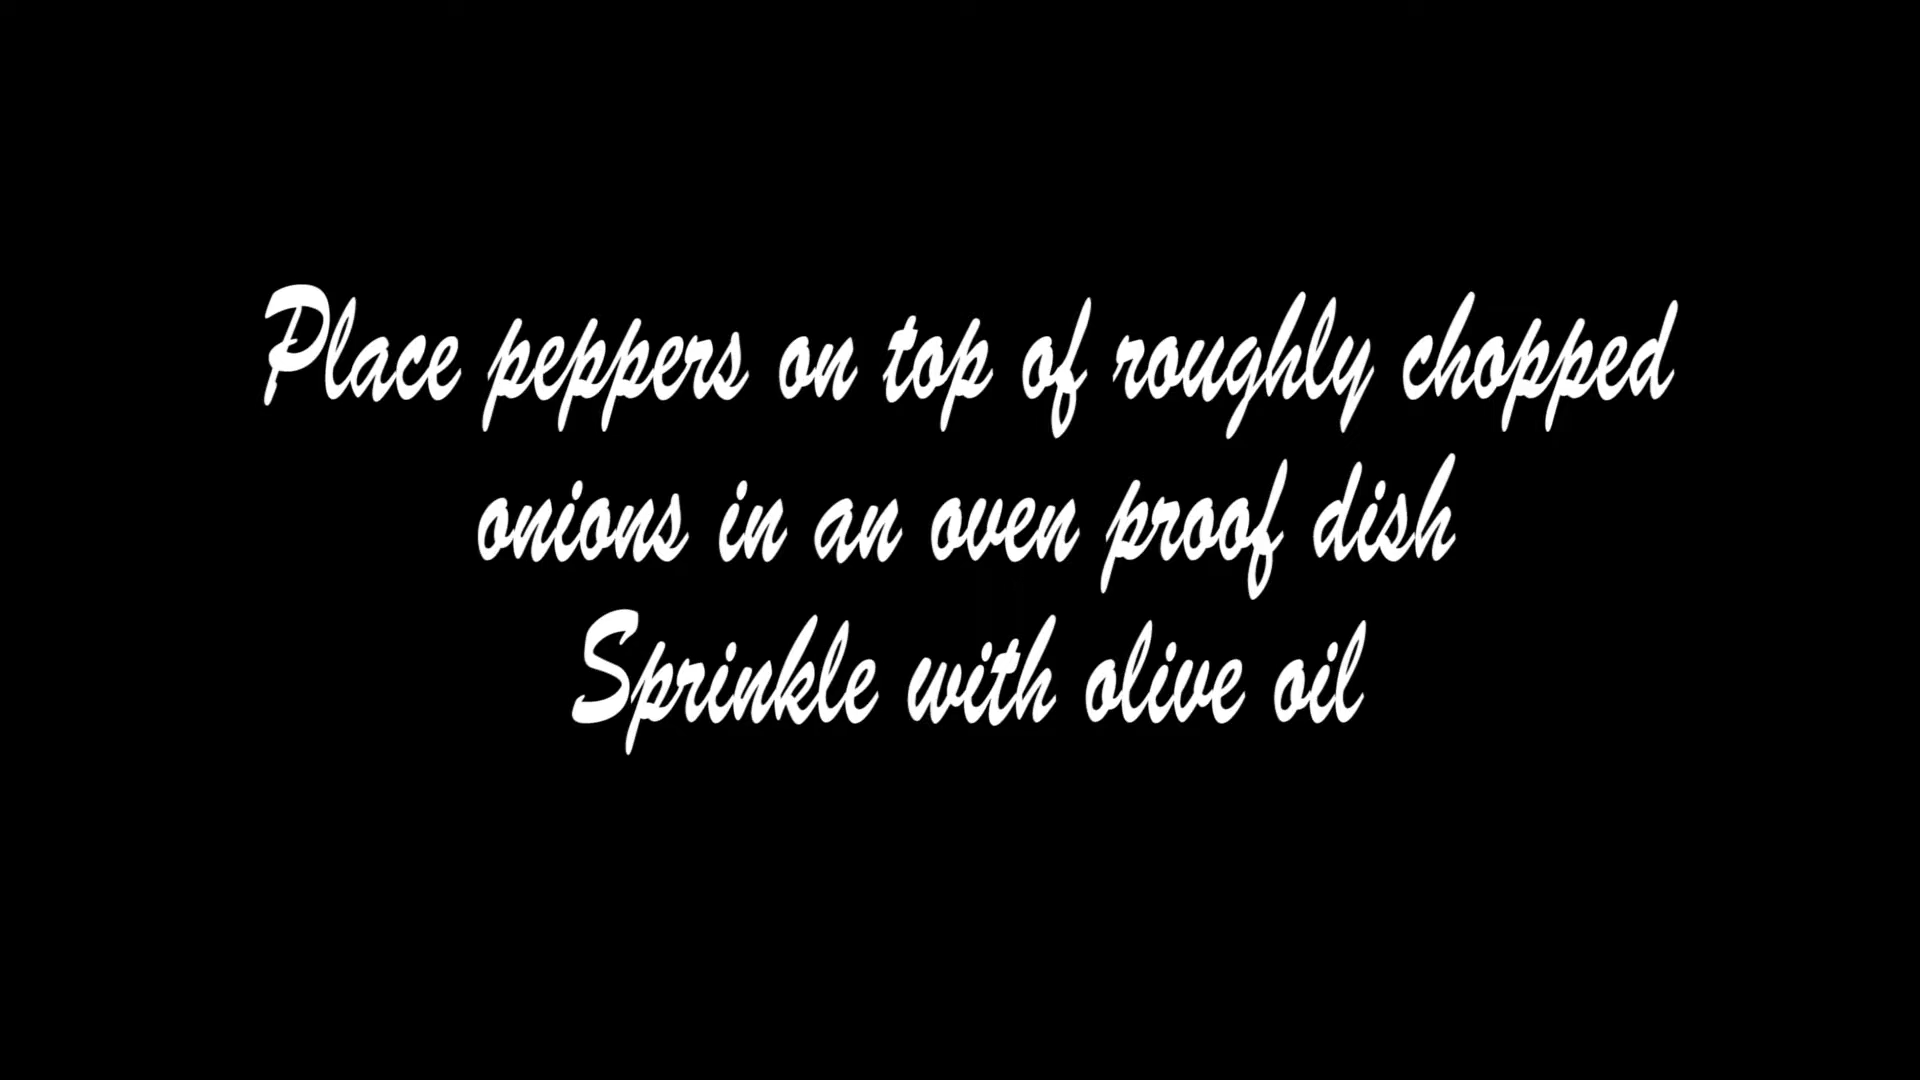 Place peppers on top of roughly chopped
onions in an oven proof dish
Sprinkle with olive oil